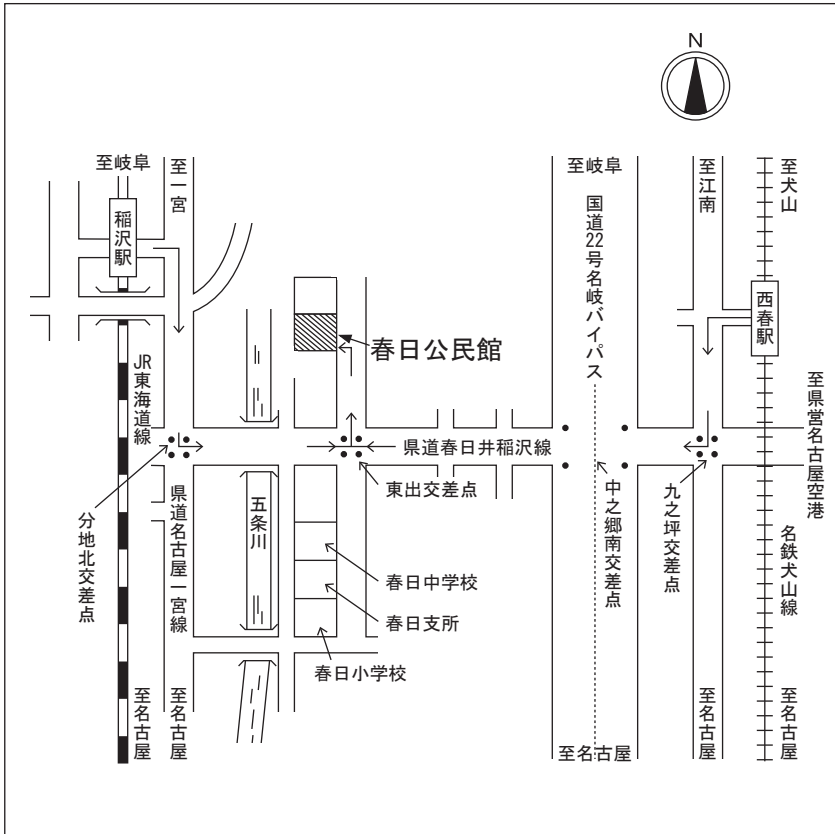 N
至岐阜
至一宮
稲沢駅
至岐阜
国道22号名岐バイパス
至江南
至犬山
西春駅
春日公民館
JR東海道線
県道春日井稲沢線
至県営名古屋空港
東出交差点
分地北交差点
県道名古屋一宮線
五条川
中之郷南交差点
九之坪交差点
名鉄犬山線
春日中学校
春日支所
春日小学校
至名古屋
至名古屋
至名古屋
至名古屋
至名古屋